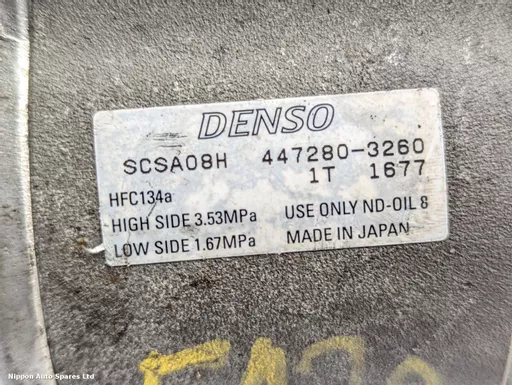 DENSO
SCSA08H 447280-3260
1T 1677
HFC134a
HIGH SIDE 3.53MPa USE ONLY ND-OIL 8
LOW SIDE 1.67MPa MADE IN JAPAN
Nippon Auto Spares Ltd